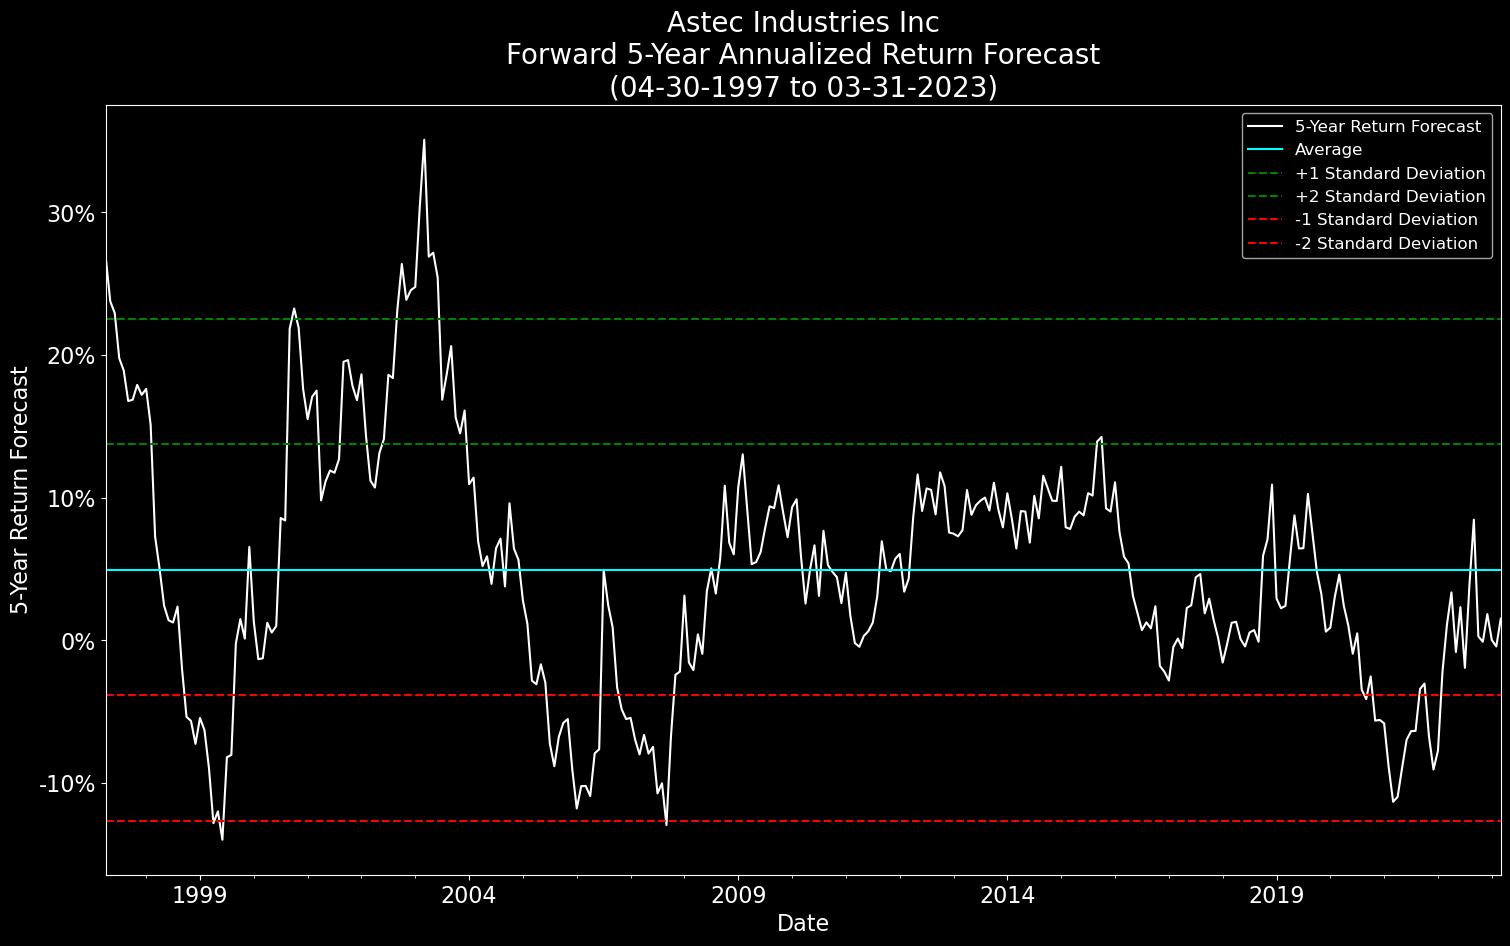 Astec Industries Inc
Forward 5-Year Annualized Return Forecast
(04-30-1997 to 03-31-2023)
5-Year Return Forecast
Average
+1 Standard Deviation
+2 Standard Deviation
-1 Standard Deviation
-2 Standard Deviation
5-Year Return Forecast
30%
20%
10%
0%
-10%
1999
2004
2009
2014
2019
Date